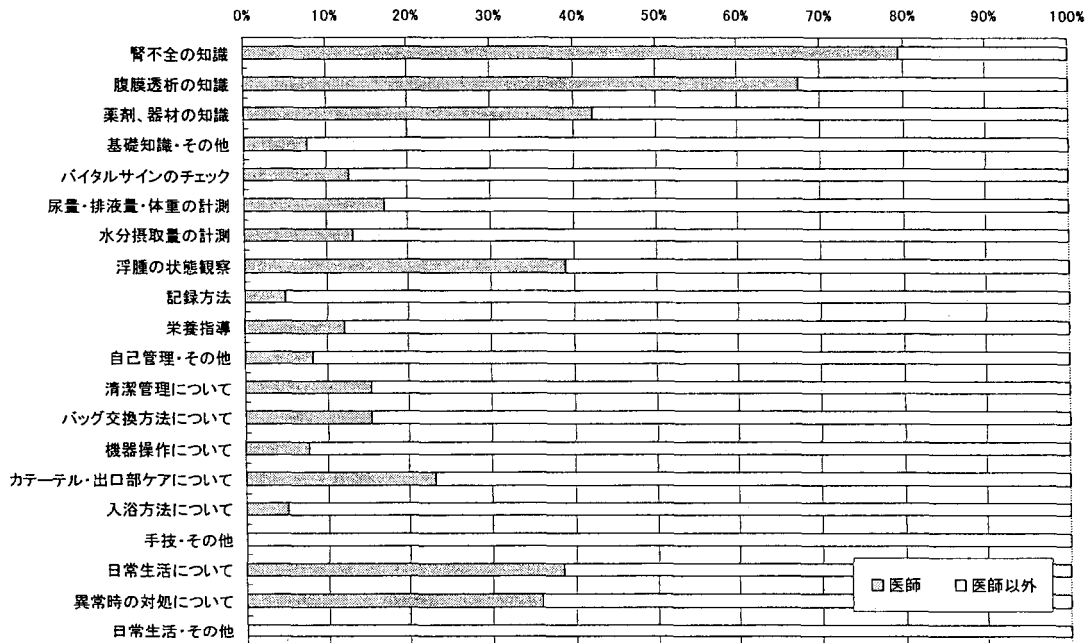 0% 10% 20% 30% 40% 50% 60% 70% 80% 90% 100%
腎不全の知識
腹膜透析の知識
薬剤、器材の知識
基礎知識・その他
バイタルサインのチェック
尿量・排液量・体重の計測
水分摂取量の計測
浮腫の状態観察
記録方法
栄養指導
自己管理・その他
清潔管理について
バッグ交換方法について
機器操作について
カテーテル・出口部ケアについて
入浴方法について
手技・その他
日常生活について
異常時の対処について
日常生活・その他
医師 医師以外